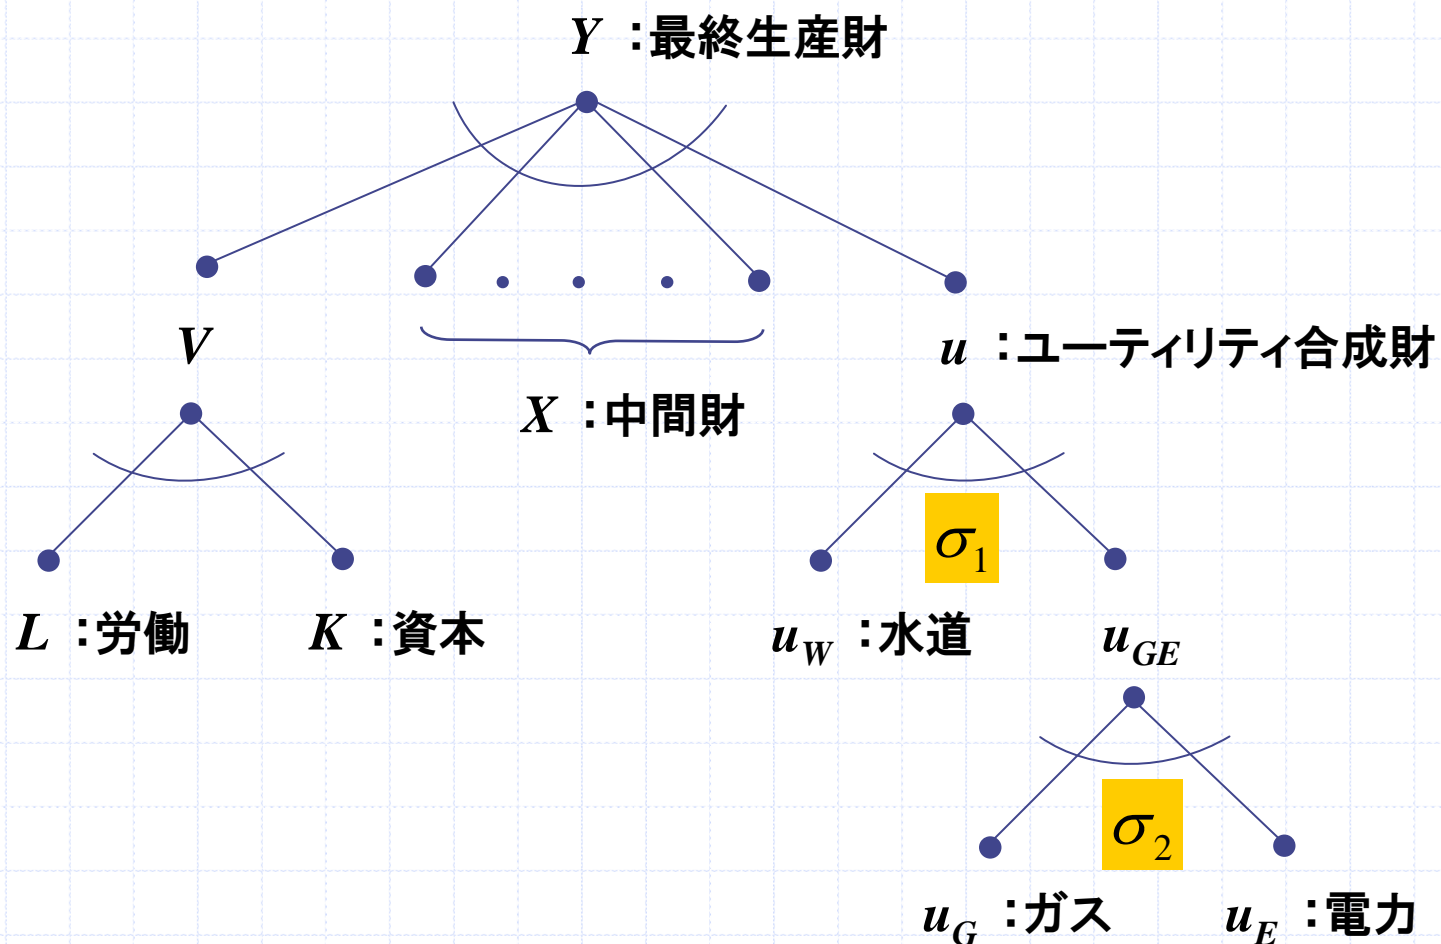 Y ：最終生産財
V
u ：ユーティリティ合成財
X ：中間財
σ1
L ：労働
K ：資本
uW ：水道
uGE
σ2
uG ：ガス
uE ：電力